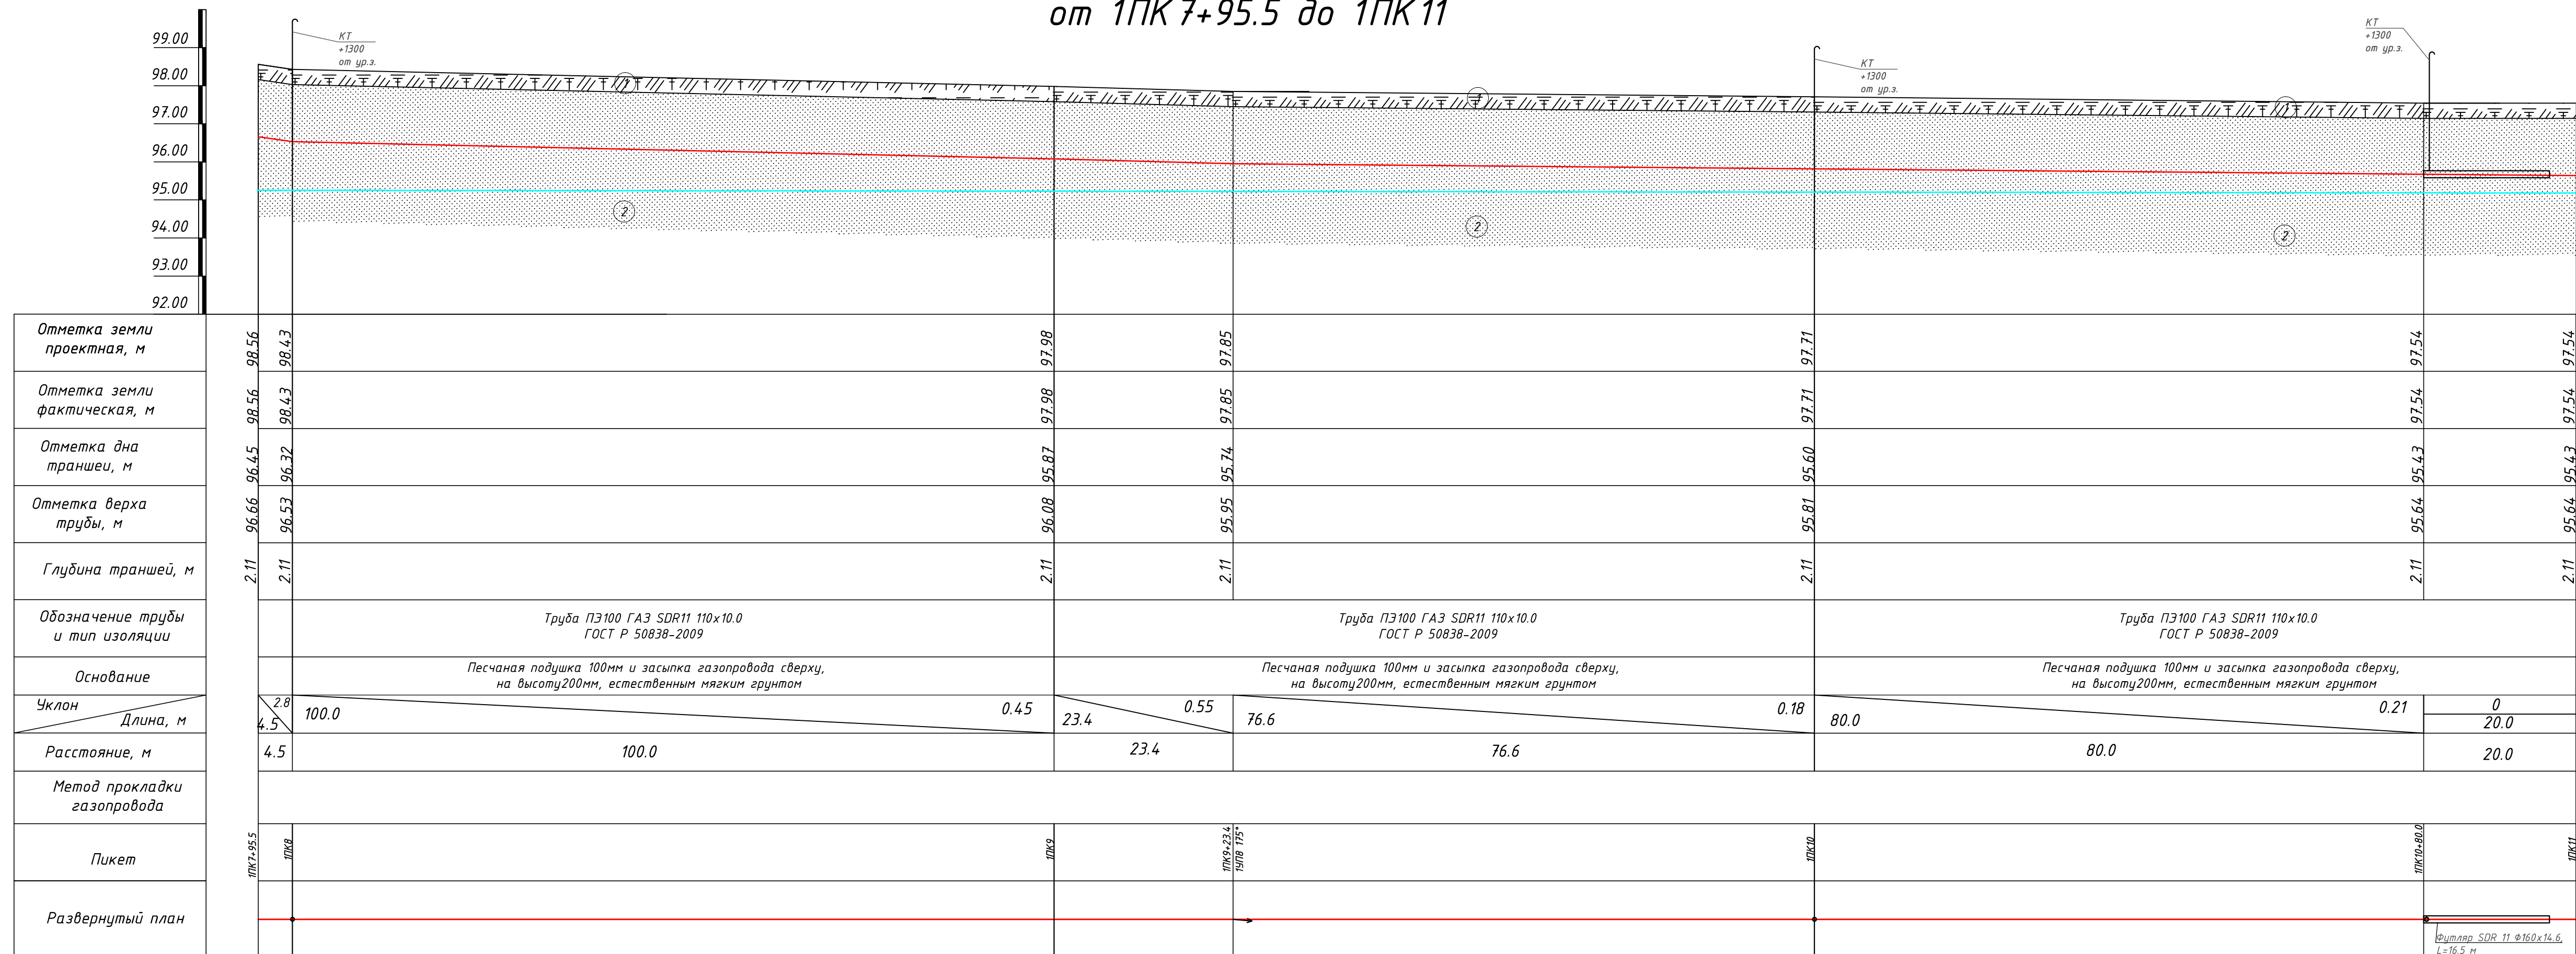 от 1ПК7+95.5 до 1ПК11
КТ
+1300
от ур.з.
КТ
+1300
от ур.з.
КТ
+1300
от ур.з.
99.00
98.00
97.00
96.00
95.00
94.00
93.00
92.00
1
1
1
2
2
2
Отметка земли
проектная, м
98.56 98.43 97.98 97.85 97.71 97.54 97.54
Отметка земли
фактическая, м
98.56 98.43 97.98 97.85 97.71 97.54 97.54
Отметка дна
траншеи, м
96.45 96.32 95.87 95.74 95.60 95.43 95.43
Отметка верха
трубы, м
96.66 96.53 96.08 95.95 95.81 95.64 95.64
Глубина траншей, м
2.11 2.11 2.11 2.11 2.11 2.11 2.11
Обозначение трубы
и тип изоляции
Труба ПЭ100 ГАЗ SDR11 110х10.0
ГОСТ Р 50838-2009
Труба ПЭ100 ГАЗ SDR11 110х10.0
ГОСТ Р 50838-2009
Труба ПЭ100 ГАЗ SDR11 110х10.0
ГОСТ Р 50838-2009
Основание
Песчаная подушка 100мм и засыпка газопровода сверху,
на высоту200мм, естественным мягким грунтом
Песчаная подушка 100мм и засыпка газопровода сверху,
на высоту200мм, естественным мягким грунтом
Песчаная подушка 100мм и засыпка газопровода сверху,
на высоту200мм, естественным мягким грунтом
Уклон
Длина, м
2.8 0.45 0.55 0.18 0.21 0
4.5 100.0 23.4 76.6 80.0 20.0
Расстояние, м
4.5 100.0 23.4 76.6 80.0 20.0
Метод прокладки
газопровода
Пикет
1ПК7+95.5
1ПК8
1ПК9
1ПК9+23.4
1УП8 175°
1ПК10
1ПК10+80.0
1ПК11
Развернутый план
Футляр SDR 11 Ф160х14.6,
L=16.5 м